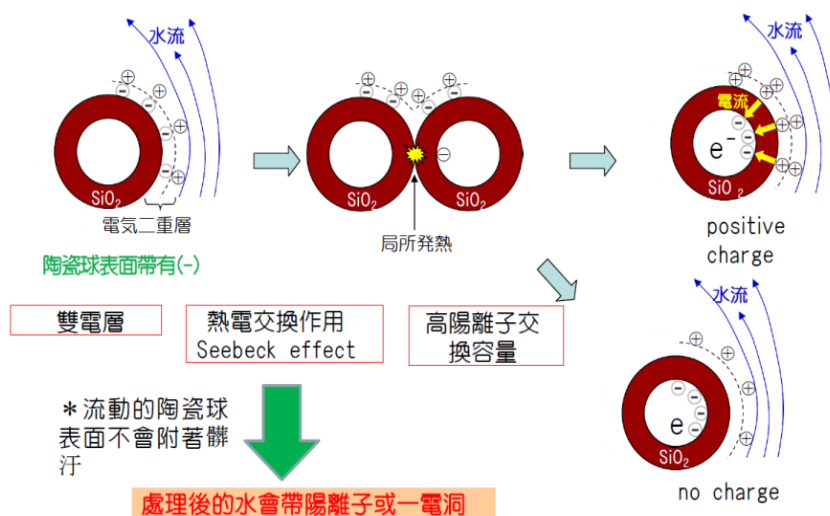 水流
SiO₂
電気二重層
陶瓷球表面帶有(-)
SiO₂
SiO₂
局所発熱
水流
電流
e⁻
SiO₂
positive
charge
雙電層
熱電交換作用
Seebeck effect
高陽離子交
換容量
水流
e
SiO₂
no charge
＊流動的陶瓷球
表面不會附著髒
汙
處理後的水會帶陽離子或一電洞